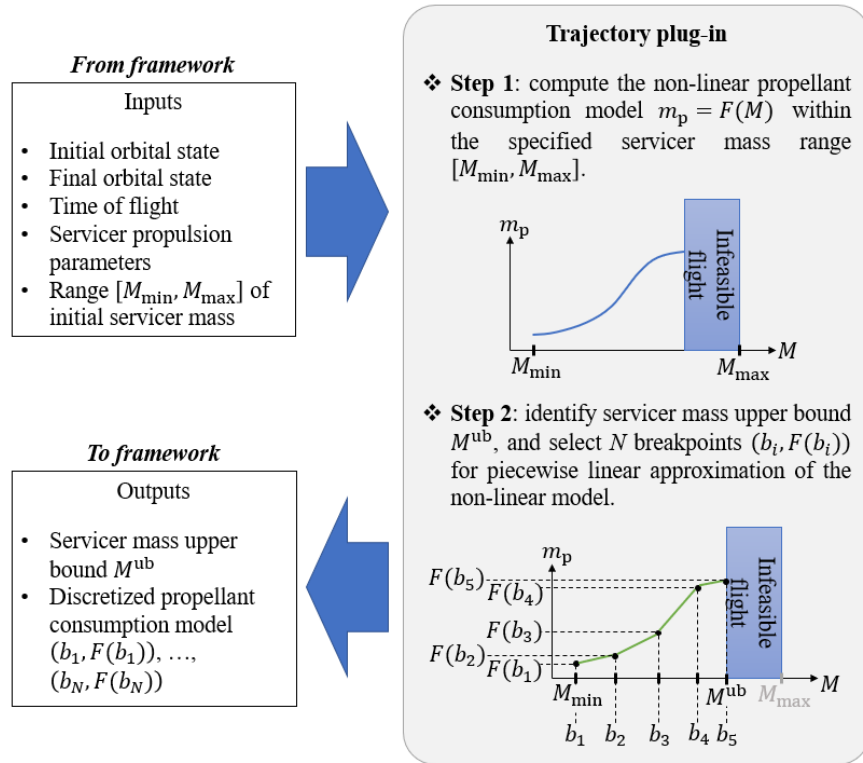 From framework
Inputs
• Initial orbital state
• Final orbital state
• Time of flight
• Servicer propulsion
parameters
• Range [M_min, M_max] of
initial servicer mass
To framework
Outputs
• Servicer mass upper
bound M^ub
• Discretized propellant
consumption model
(b_1, F(b_1)), …,
(b_N, F(b_N))
Trajectory plug-in
❖ Step 1: compute the non-linear propellant
consumption model m_p = F(M) within
the specified servicer mass range
[M_min, M_max].
m_p
Infeasible
flight
M
M_min
M_max
❖ Step 2: identify servicer mass upper bound
M^ub, and select N breakpoints (b_i, F(b_i))
for piecewise linear approximation of the
non-linear model.
m_p
F(b_5)
F(b_4)
F(b_3)
F(b_2)
F(b_1)
Infeasible
flight
M
M_min
M^ub
M_max
b_1 b_2 b_3 b_4 b_5